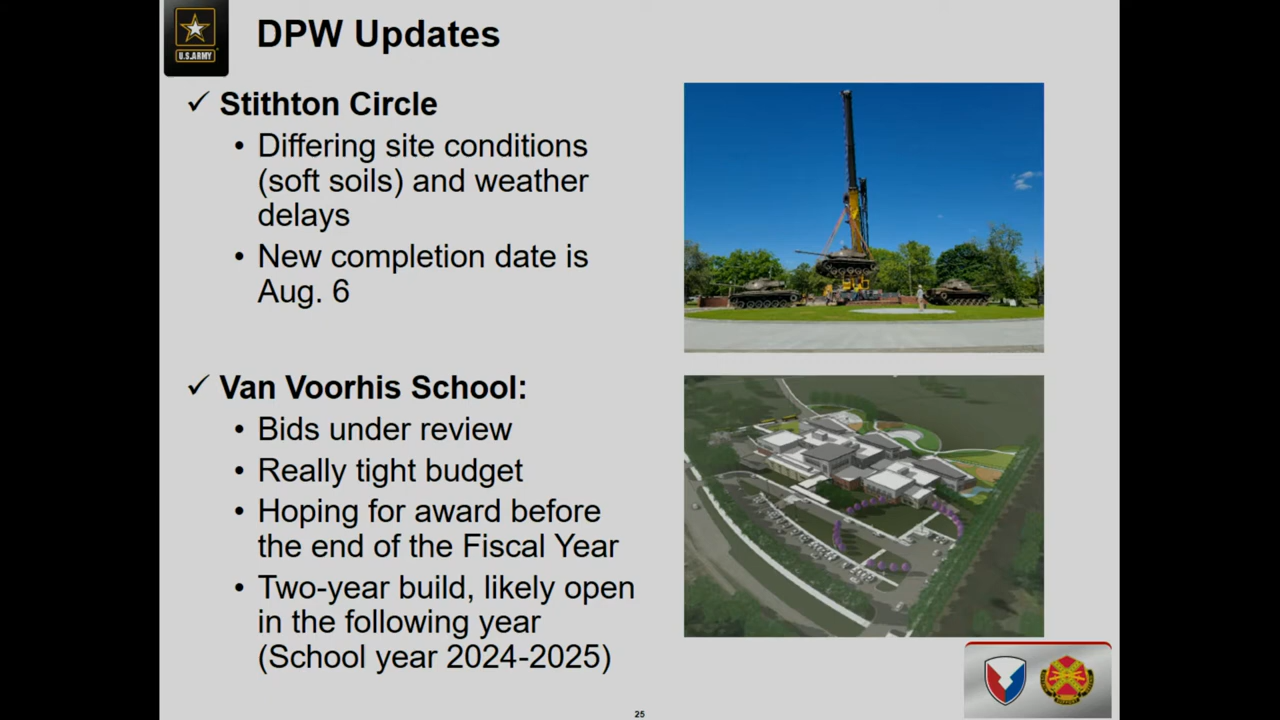 DPW Updates
U.S.ARMY
✓ Stithton Circle
• Differing site conditions
(soft soils) and weather
delays
• New completion date is
Aug. 6
✓ Van Voorhis School:
• Bids under review
• Really tight budget
• Hoping for award before
the end of the Fiscal Year
• Two-year build, likely open
in the following year
(School year 2024-2025)
25